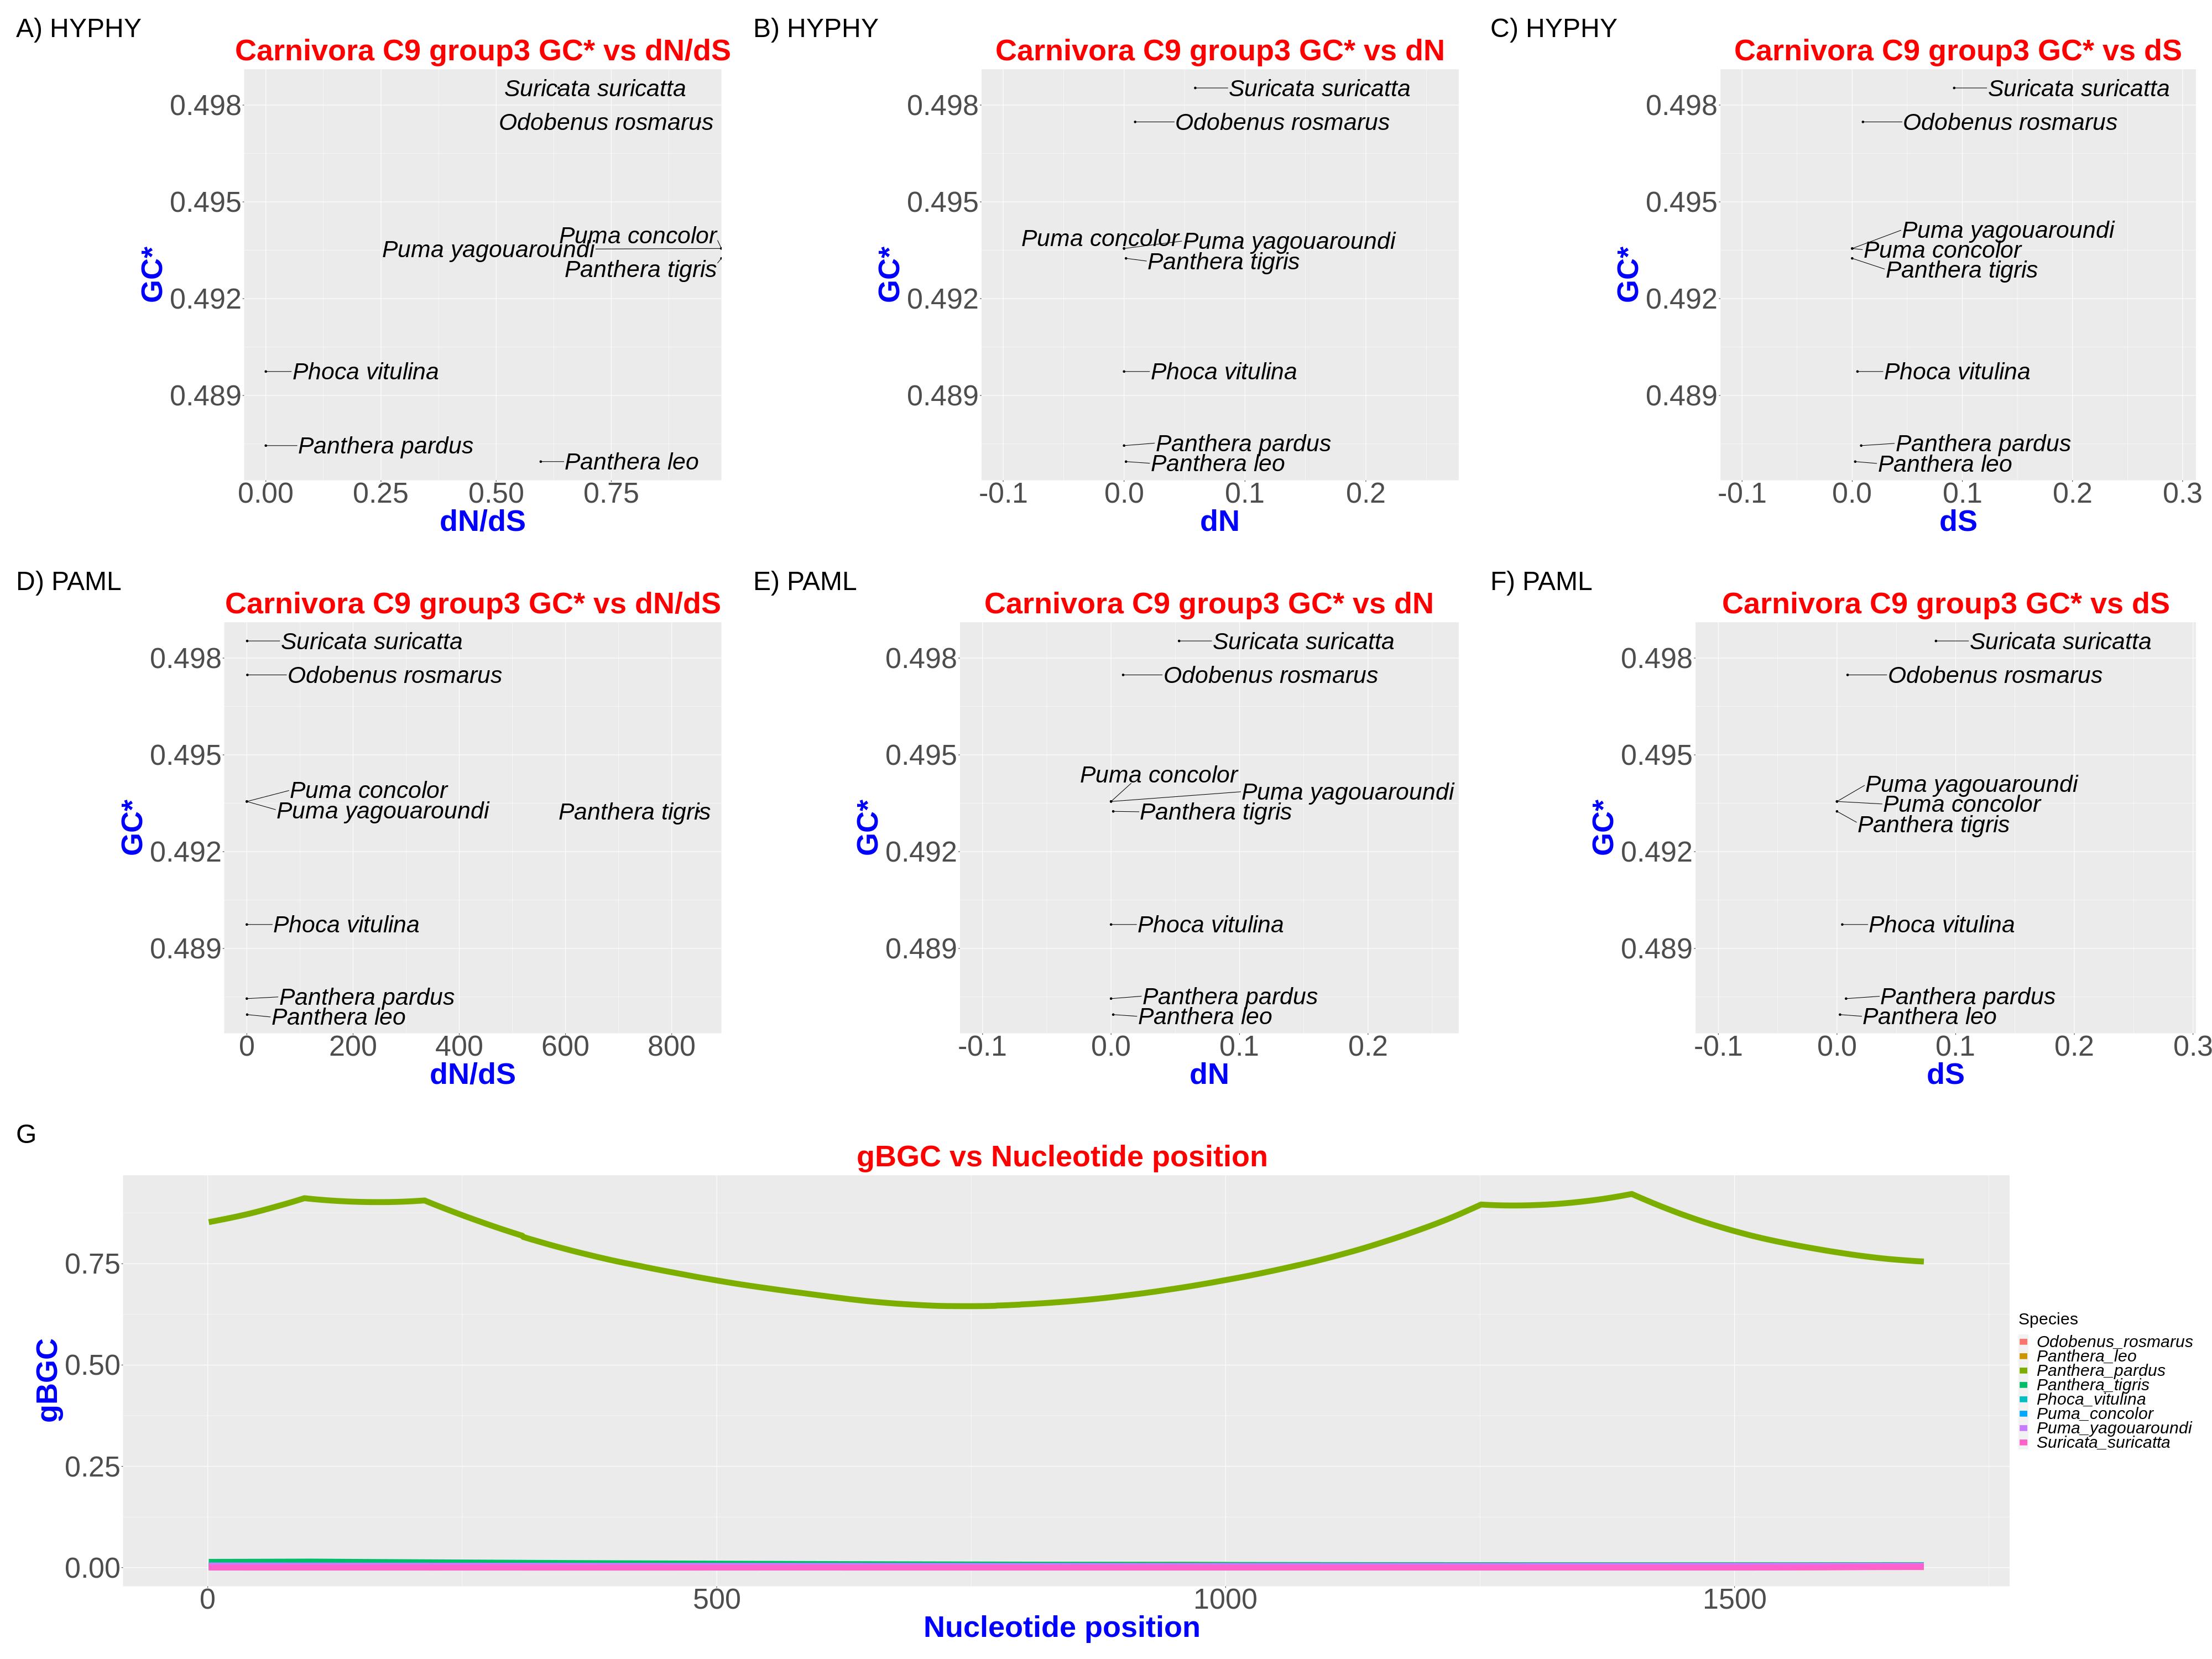 A) HYPHY
Carnivora C9 group3 GC* vs dN/dS
Suricata suricatta
0.498
Odobenus rosmarus
0.495
Puma concolor
Puma yagouaroundi
Panthera tigris
GC*
0.492
Phoca vitulina
0.489
Panthera pardus
Panthera leo
0.00 0.25 0.50 0.75
dN/dS
B) HYPHY
Carnivora C9 group3 GC* vs dN
Suricata suricatta
0.498
Odobenus rosmarus
0.495
Puma concolor
Puma yagouaroundi
Panthera tigris
GC*
0.492
Phoca vitulina
0.489
Panthera pardus
Panthera leo
-0.1 0.0 0.1 0.2
dN
C) HYPHY
Carnivora C9 group3 GC* vs dS
Suricata suricatta
0.498
Odobenus rosmarus
0.495
Puma yagouaroundi
Puma concolor
Panthera tigris
GC*
0.492
Phoca vitulina
0.489
Panthera pardus
Panthera leo
-0.1 0.0 0.1 0.2 0.3
dS
D) PAML
Carnivora C9 group3 GC* vs dN/dS
Suricata suricatta
0.498
Odobenus rosmarus
0.495
Puma concolor
Puma yagouaroundi
Panthera tigris
GC*
0.492
Phoca vitulina
0.489
Panthera pardus
Panthera leo
0 200 400 600 800
dN/dS
E) PAML
Carnivora C9 group3 GC* vs dN
Suricata suricatta
0.498
Odobenus rosmarus
0.495
Puma concolor
Puma yagouaroundi
Panthera tigris
GC*
0.492
Phoca vitulina
0.489
Panthera pardus
Panthera leo
-0.1 0.0 0.1 0.2
dN
F) PAML
Carnivora C9 group3 GC* vs dS
Suricata suricatta
0.498
Odobenus rosmarus
0.495
Puma yagouaroundi
Puma concolor
Panthera tigris
GC*
0.492
Phoca vitulina
0.489
Panthera pardus
Panthera leo
-0.1 0.0 0.1 0.2 0.3
dS
G
gBGC vs Nucleotide position
0.75
0.50
gBGC
0.25
0.00
0 500 1000 1500
Nucleotide position
Species
Odobenus_rosmarus
Panthera_leo
Panthera_pardus
Panthera_tigris
Phoca_vitulina
Puma_concolor
Puma_yagouaroundi
Suricata_suricatta